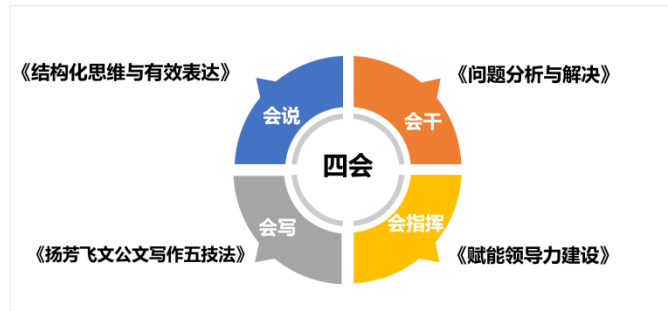 《结构化思维与有效表达》
《问题分析与解决》
会说
会干
四会
会写
会指挥
《扬芳飞文公文写作五技法》
《赋能领导力建设》